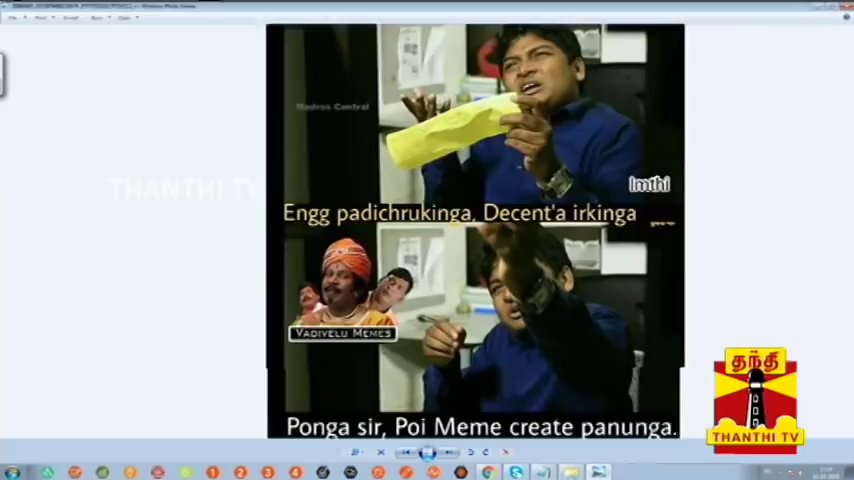 THANTHI TV
Madras Central
Imthi
Engg padichrukinga, Decent'a irkinga
VADIVELU MEMES
Ponga sir, Poi Meme create panunga.
தந்தி
THANTHI TV